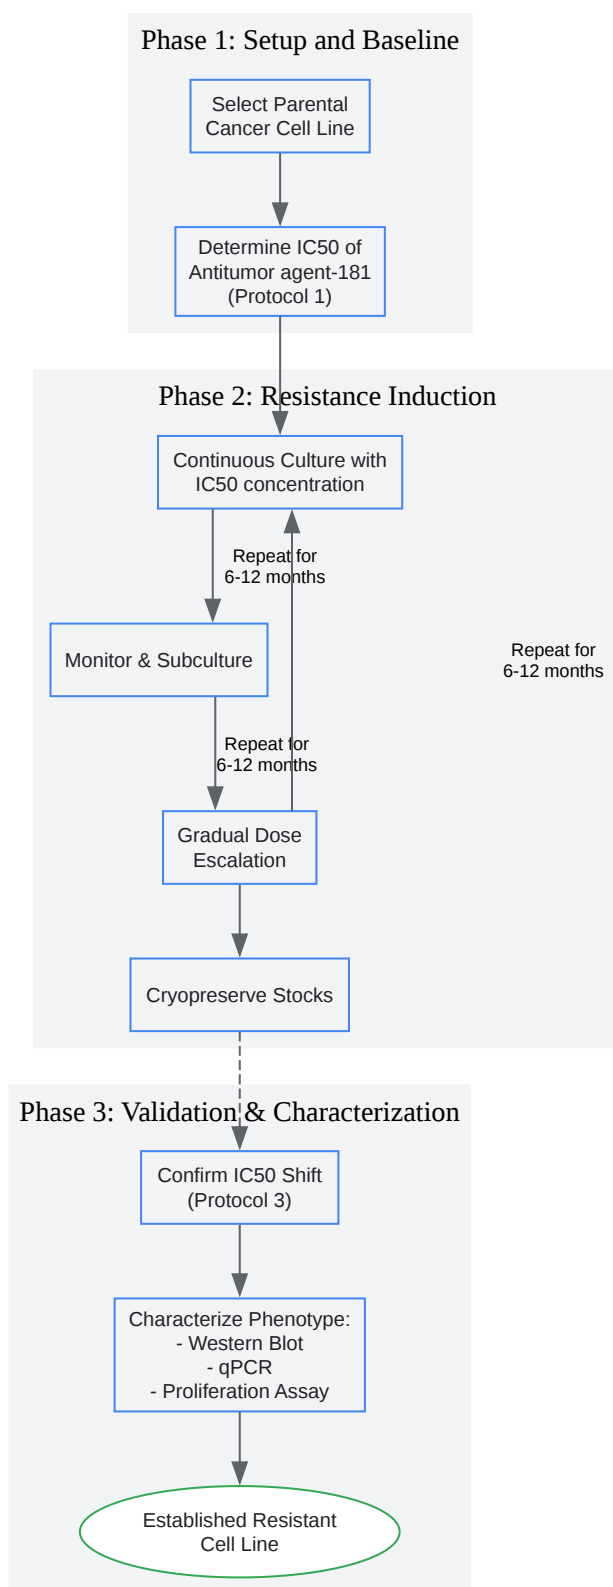 Phase 1: Setup and Baseline
Select Parental
Cancer Cell Line
Determine IC50 of
Antitumor agent-181
(Protocol 1)
Phase 2: Resistance Induction
Continuous Culture with
IC50 concentration
Repeat for
6-12 months
Monitor & Subculture
Repeat for
6-12 months
Repeat for
6-12 months
Gradual Dose
Escalation
Cryopreserve Stocks
Phase 3: Validation & Characterization
Confirm IC50 Shift
(Protocol 3)
Characterize Phenotype:
- Western Blot
- qPCR
- Proliferation Assay
Established Resistant
Cell Line